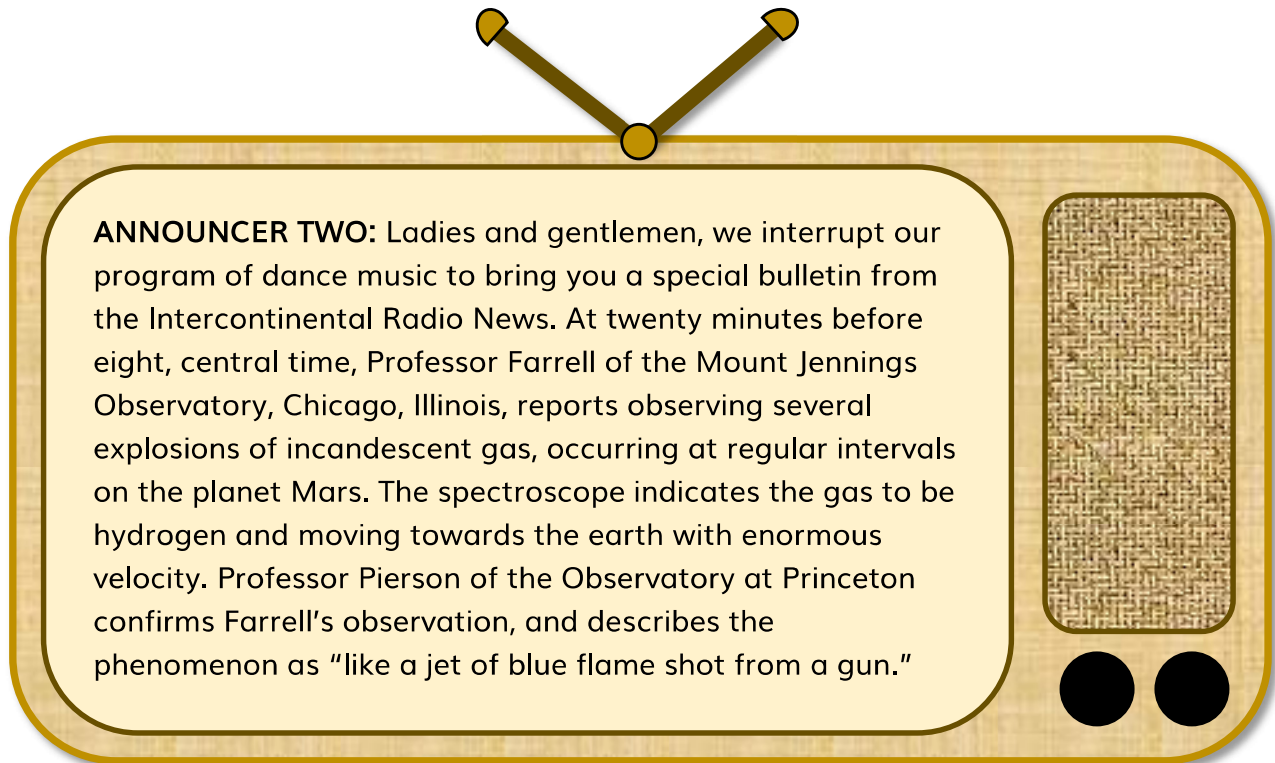 ANNOUNCER TWO: Ladies and gentlemen, we interrupt our
program of dance music to bring you a special bulletin from
the Intercontinental Radio News. At twenty minutes before
eight, central time, Professor Farrell of the Mount Jennings
Observatory, Chicago, Illinois, reports observing several
explosions of incandescent gas, occurring at regular intervals
on the planet Mars. The spectroscope indicates the gas to be
hydrogen and moving towards the earth with enormous
velocity. Professor Pierson of the Observatory at Princeton
confirms Farrell’s observation, and describes the
phenomenon as “like a jet of blue flame shot from a gun.”